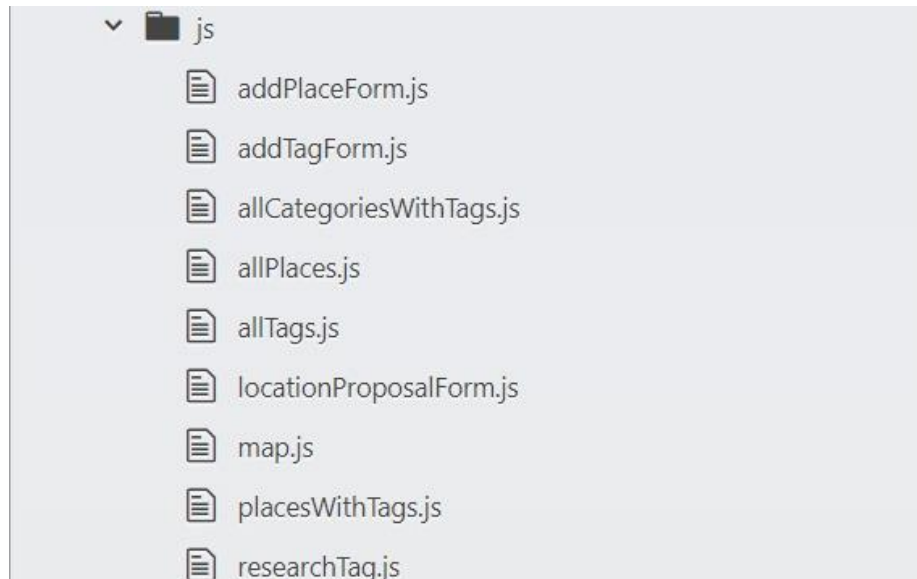 js
addPlaceForm.js
addTagForm.js
allCategoriesWithTags.js
allPlaces.js
allTags.js
locationProposalForm.js
map.js
placesWithTags.js
researchTag.js